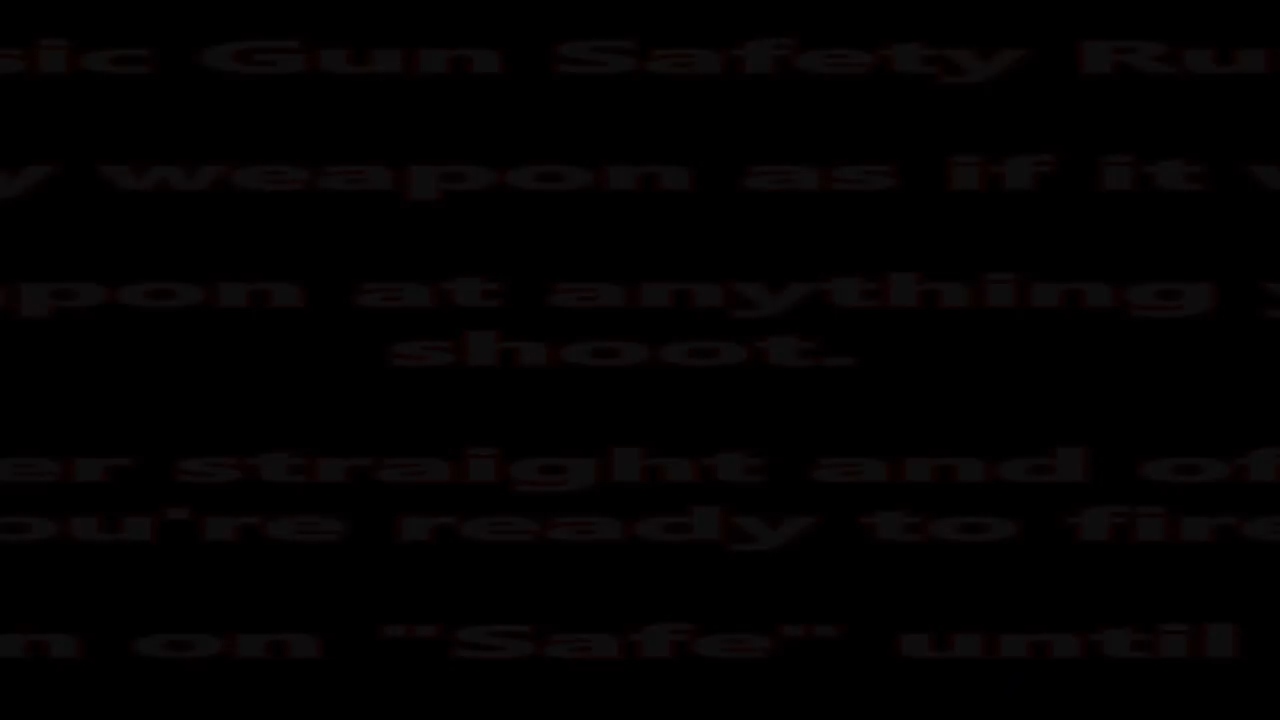 sic Gun Safety Ru
y weapon as if it
pon at anything
shoot.
er straight and of
ou're ready to fire
n on "Safe" until